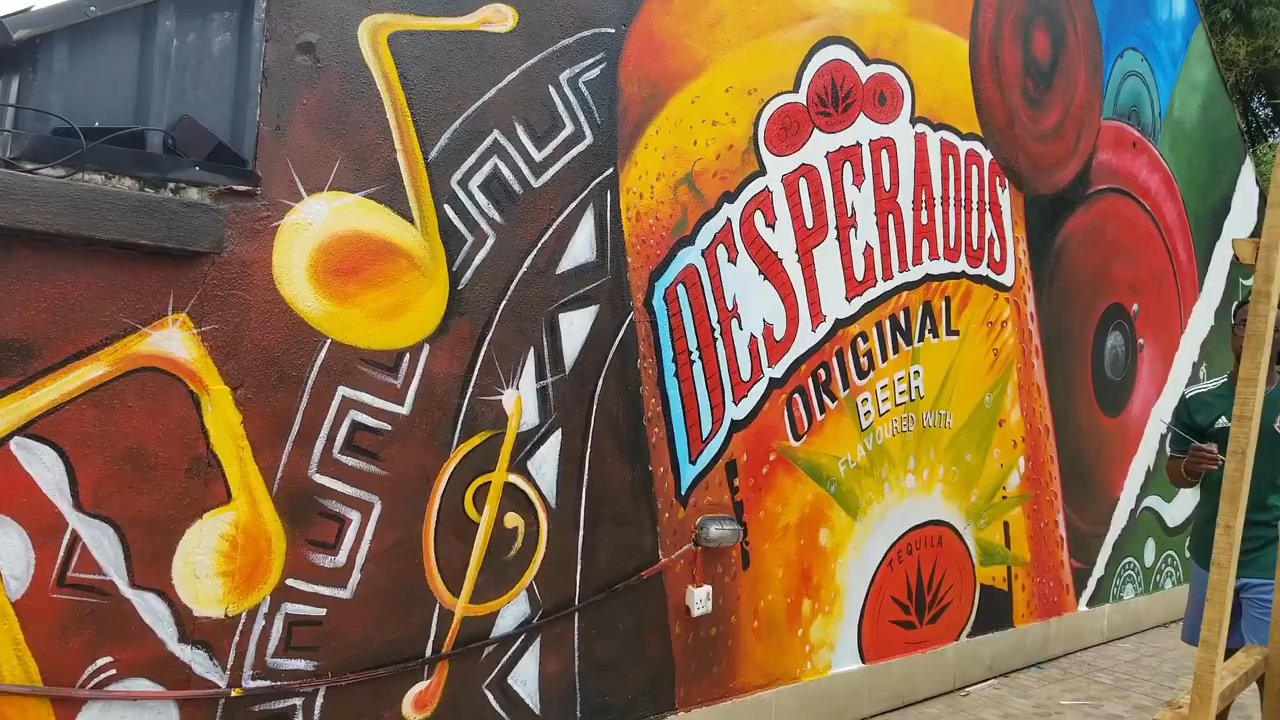 DESPERADOS
ORIGINAL
BEER
FLAVOURED WITH
TEQUILA